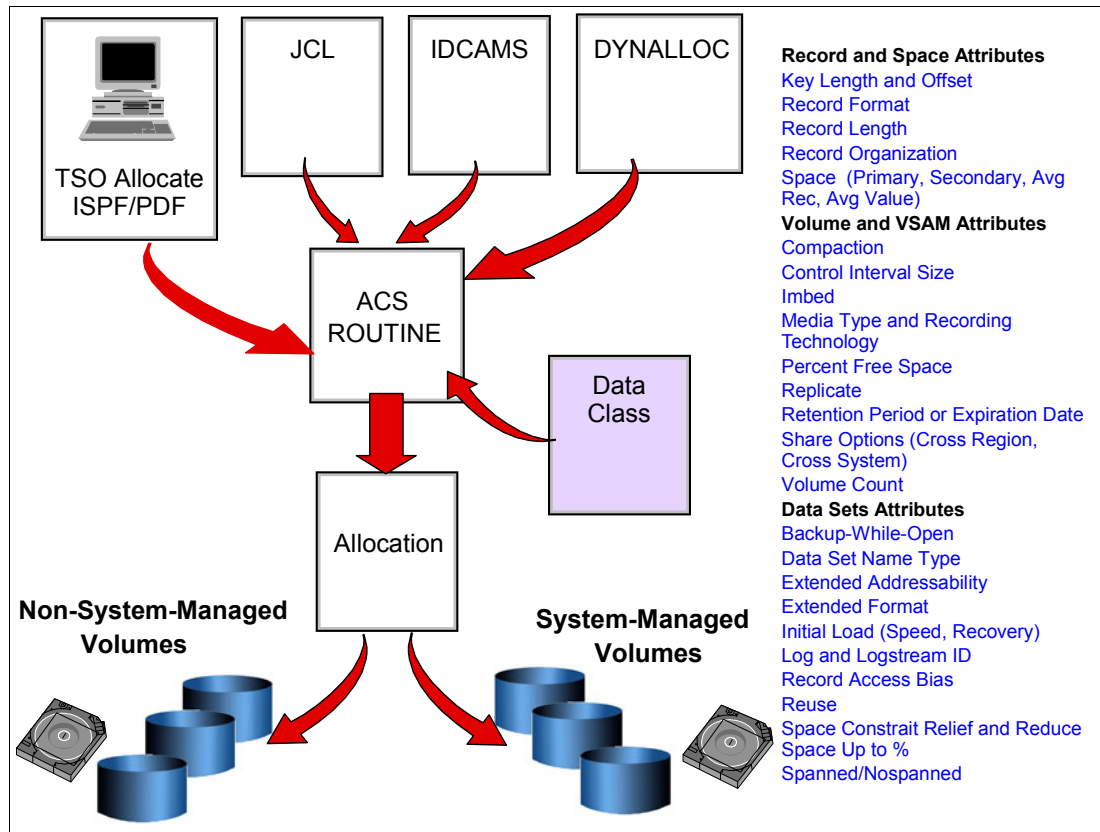 JCL
IDCAMS
DYNALLOC
TSO Allocate
ISPF/PDF
ACS
ROUTINE
Data
Class
Allocation
Non-System-Managed
Volumes
System-Managed
Volumes
Record and Space Attributes
Key Length and Offset
Record Format
Record Length
Record Organization
Space (Primary, Secondary, Avg
Rec, Avg Value)
Volume and VSAM Attributes
Compaction
Control Interval Size
Imbed
Media Type and Recording
Technology
Percent Free Space
Replicate
Retention Period or Expiration Date
Share Options (Cross Region,
Cross System)
Volume Count
Data Sets Attributes
Backup-While-Open
Data Set Name Type
Extended Addressability
Extended Format
Initial Load (Speed, Recovery)
Log and Logstream ID
Record Access Bias
Reuse
Space Constrait Relief and Reduce
Space Up to %
Spanned/Nospanned